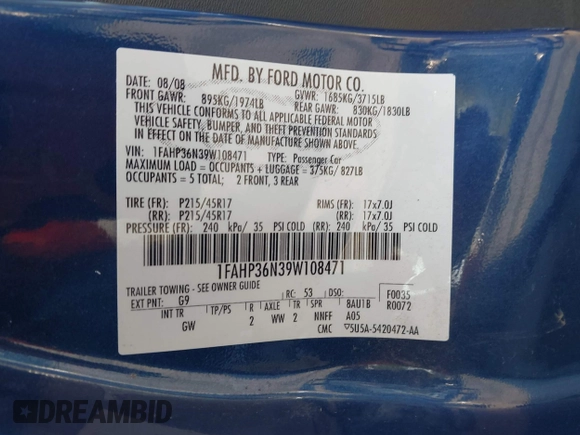 MFD. BY FORD MOTOR CO.
DATE: 08/08 GVWR: 1685KG/3715LB
FRONT GAWR: 895KG/1974LB REAR GAWR: 830KG/1830LB
THIS VEHICLE CONFORMS TO ALL APPLICABLE FEDERAL MOTOR
VEHICLE SAFETY, BUMPER, AND THEFT PREVENTION STANDARDS
IN EFFECT ON THE DATE OF MANUFACTURE SHOWN ABOVE.
VIN: 1FAHP36N39W108471 TYPE: Passenger Car
MAXIMUM LOAD = OCCUPANTS + LUGGAGE = 375KG/ 827LB
OCCUPANTS = 5 TOTAL; 2 FRONT, 3 REAR
TIRE (FR): P215/45R17 RIMS (FR): 17x7.0J
(RR): P215/45R17 (RR): 17x7.0J
PRESSURE (FR): 240 kPa/ 35 PSI COLD (RR): 240 kPa/ 35 PSI COLD
1FAHP36N39W108471
TRAILER TOWING - SEE OWNER GUIDE
EXT PNT: G9 RC: 53 DSO: F0035
INT TR TP/PS R AXLE TR SPR 8AU1B R0072
GW 2 WW 2 NNFF A05
CMC ▽5U5A-5420472-AA
DREAMBID